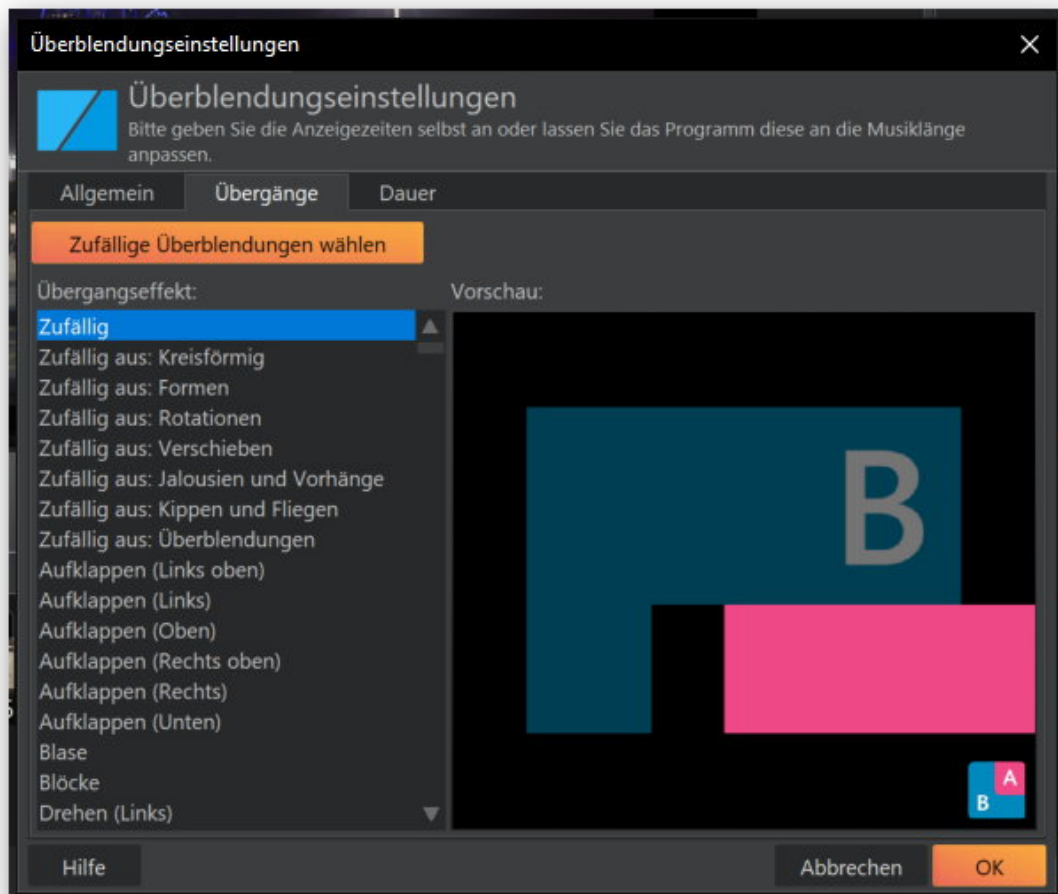 Überblendungseinstellungen
Überblendungseinstellungen
Bitte geben Sie die Anzeigezeiten selbst an oder lassen Sie das Programm diese an die Musiklänge
anpassen.
Allgemein Übergänge Dauer
Zufällige Überblendungen wählen
Übergangseffekt: Vorschau:
Zufällig
Zufällig aus: Kreisförmig
Zufällig aus: Formen
Zufällig aus: Rotationen
Zufällig aus: Verschieben
Zufällig aus: Jalousien und Vorhänge
Zufällig aus: Kippen und Fliegen
Zufällig aus: Überblendungen
Aufklappen (Links oben)
Aufklappen (Links)
Aufklappen (Oben)
Aufklappen (Rechts oben)
Aufklappen (Rechts)
Aufklappen (Unten)
Blase
Blöcke
Drehen (Links)
B
A
B
Hilfe Abbrechen OK